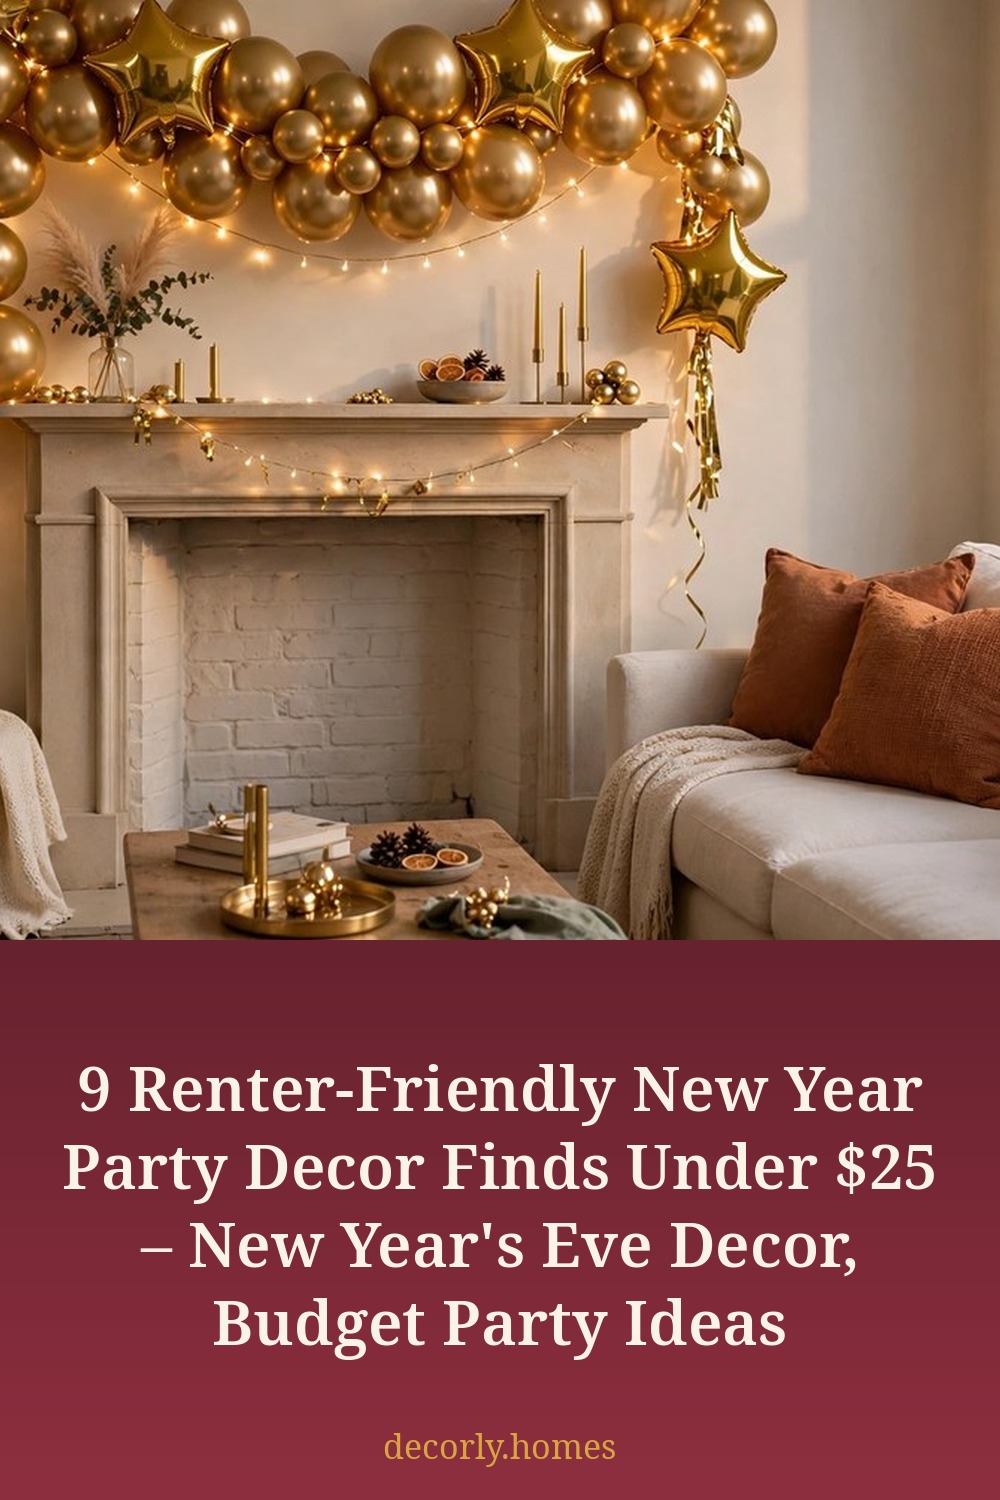 9 Renter-Friendly New Year
Party Decor Finds Under $25
– New Year's Eve Decor,
Budget Party Ideas
decorly.homes